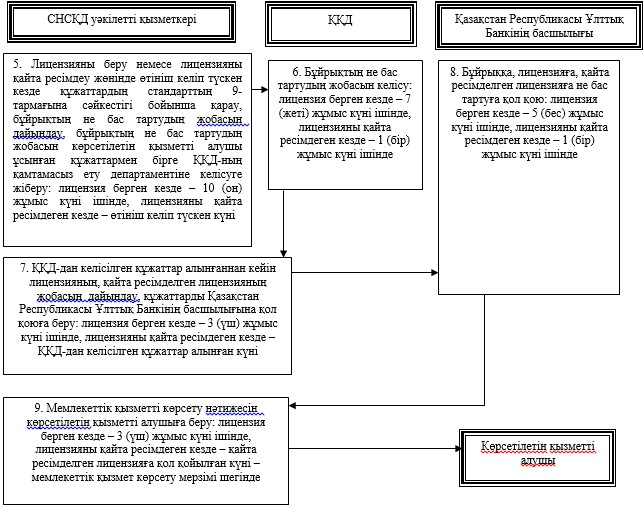 СНСҚД уәкілетті қызметкері
ҚҚД
Қазақстан Республикасы Ұлттық
Банкінің басшылығы
5. Лицензияны беру немесе лицензияны
қайта ресімдеу жөнінде өтініш келіп түскен
кезде құжаттардың стандарттың 9-
тармағына сәйкестігі бойынша қарау,
бұйрықтың не бас тартудың жобасын
дайындау, бұйрықтың не бас тартудың
жобасын көрсетілетін қызметті алушы
ұсынған құжаттармен бірге ҚҚД-ның
қамтамасыз ету департаментіне келісуге
жіберу: лицензия берген кезде – 10 (он)
жұмыс күні ішінде, лицензияны қайта
ресімдеген кезде – өтініш келіп түскен күні
6. Бұйрықтың не бас
тартудың жобасын келісу:
лицензия берген кезде – 7
(жеті) жұмыс күні ішінде,
лицензияны қайта
ресімдеген кезде – 1 (бір)
жұмыс күні ішінде
8. Бұйрыққа, лицензияға, қайта
ресімделген лицензияға не бас
тартуға қол қою: лицензия
берген кезде – 5 (бес) жұмыс
күні ішінде, лицензияны қайта
ресімдеген кезде – 1 (бір)
жұмыс күні ішінде
7. ҚҚД-дан келісілген құжаттар алынғаннан кейін
лицензияның, қайта ресімделген лицензияның
жобасын дайындау, құжаттарды Қазақстан
Республикасы Ұлттық Банкінің басшылығына қол
қоюға беру: лицензия берген кезде – 3 (үш) жұмыс
күні ішінде, лицензияны қайта ресімдеген кезде –
ҚҚД-дан келісілген құжаттар алынған күні
9. Мемлекеттік қызметті көрсету нәтижесін
көрсетілетін қызметті алушыға беру: лицензия
берген кезде – 3 (үш) жұмыс күні ішінде,
лицензияны қайта ресімдеген кезде – қайта
ресімделген лицензияға қол қойылған күні –
мемлекеттік қызмет көрсету мерзімі шегінде
Көрсетілетін қызметті
алушы